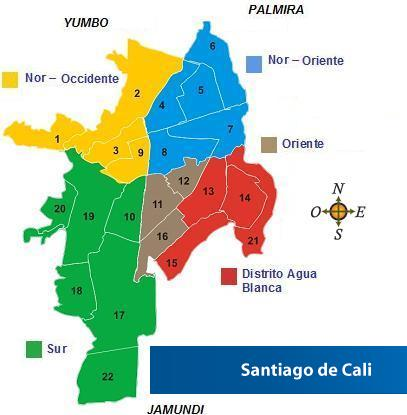 YUMBO
PALMIRA
Nor – Occidente
Nor – Oriente
Oriente
Distrito Agua
Blanca
Sur
6
2
5
4
7
1
3
9
8
12
13
14
11
20
19
10
16
21
15
18
17
22
N
O
E
S
Santiago de Cali
JAMUNDI